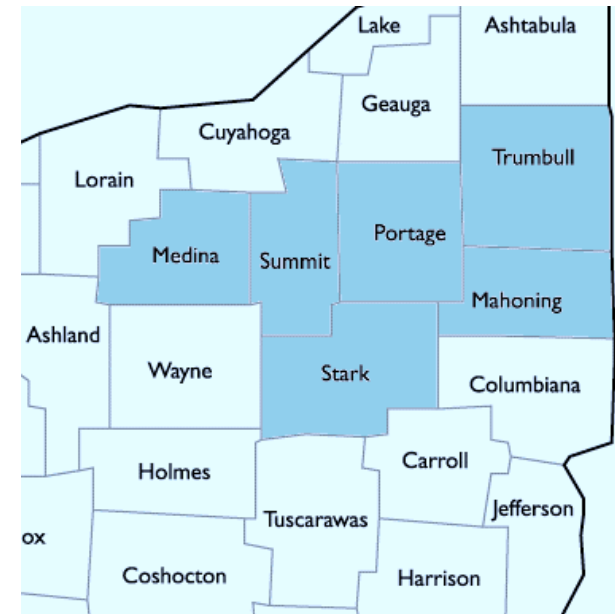 Lake
Ashtabula
Geauga
Cuyahoga
Trumbull
Lorain
Portage
Medina
Summit
Mahoning
Ashland
Wayne
Stark
Columbiana
Carroll
Holmes
Jefferson
Tuscarawas
ox
Coshocton
Harrison